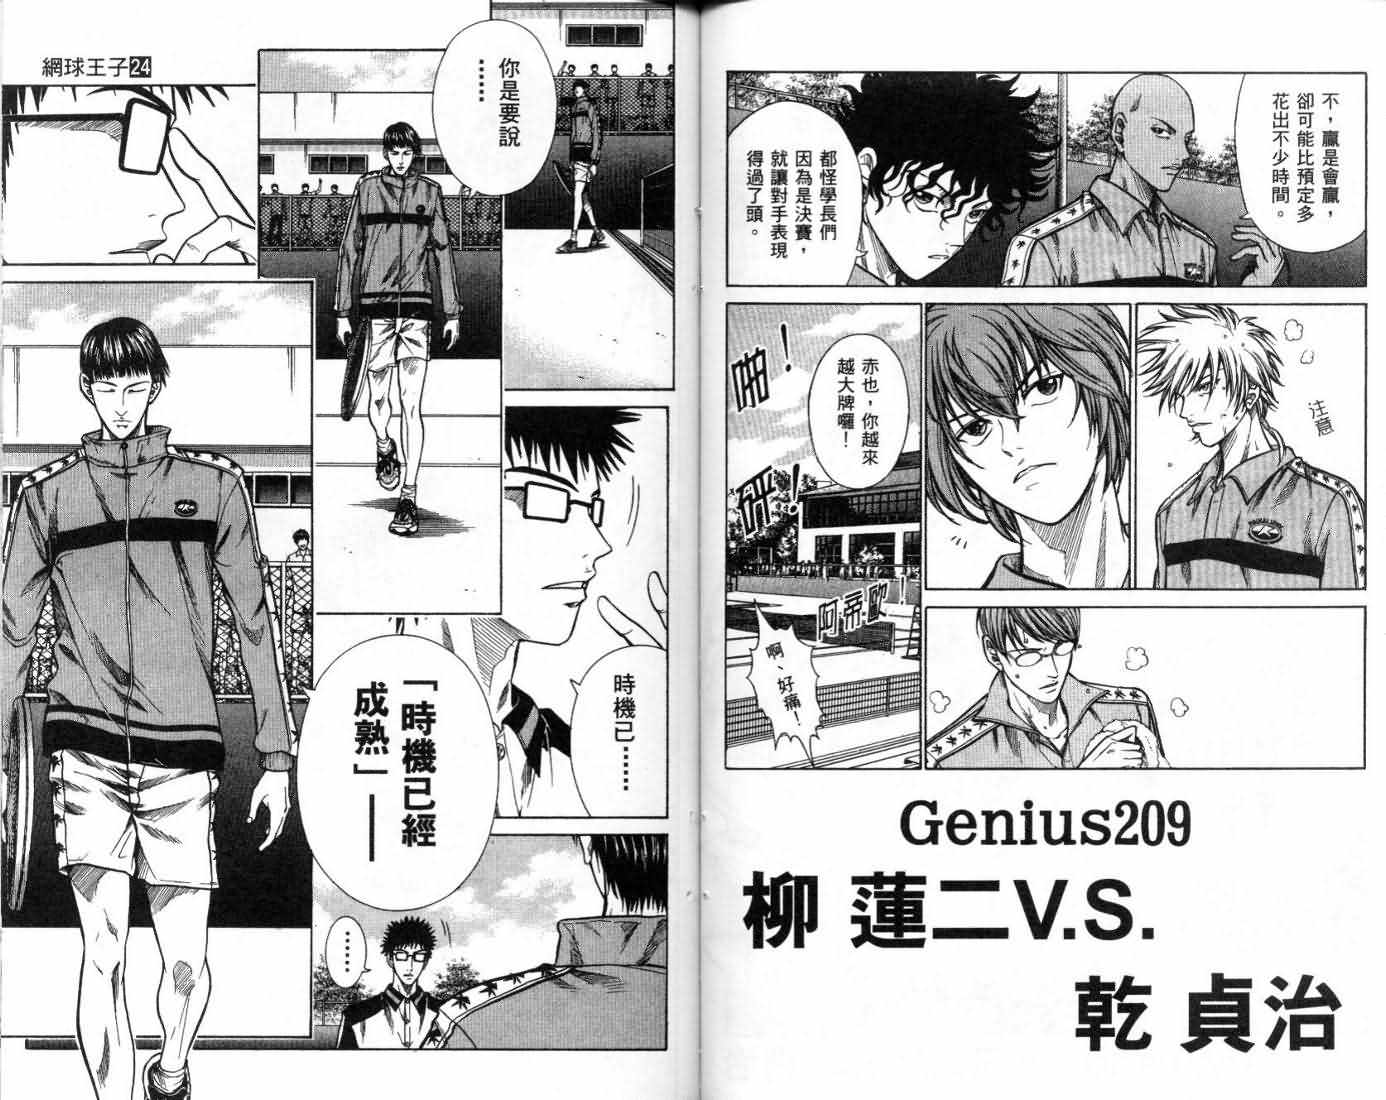 不，贏是會贏，
卻可能比預定多
花出不少時間。
都怪學長們
因為是決賽，
就讓對手表現
得過了頭。
注意
赤也，你越來
越大牌囉！
啪！
砰！
阿帝歐！
啊、好痛！
Genius209
柳 蓮二V.S.
乾 貞治
網球王子24
你是要說
……
時機已……
「時機已經
成熟」——
……